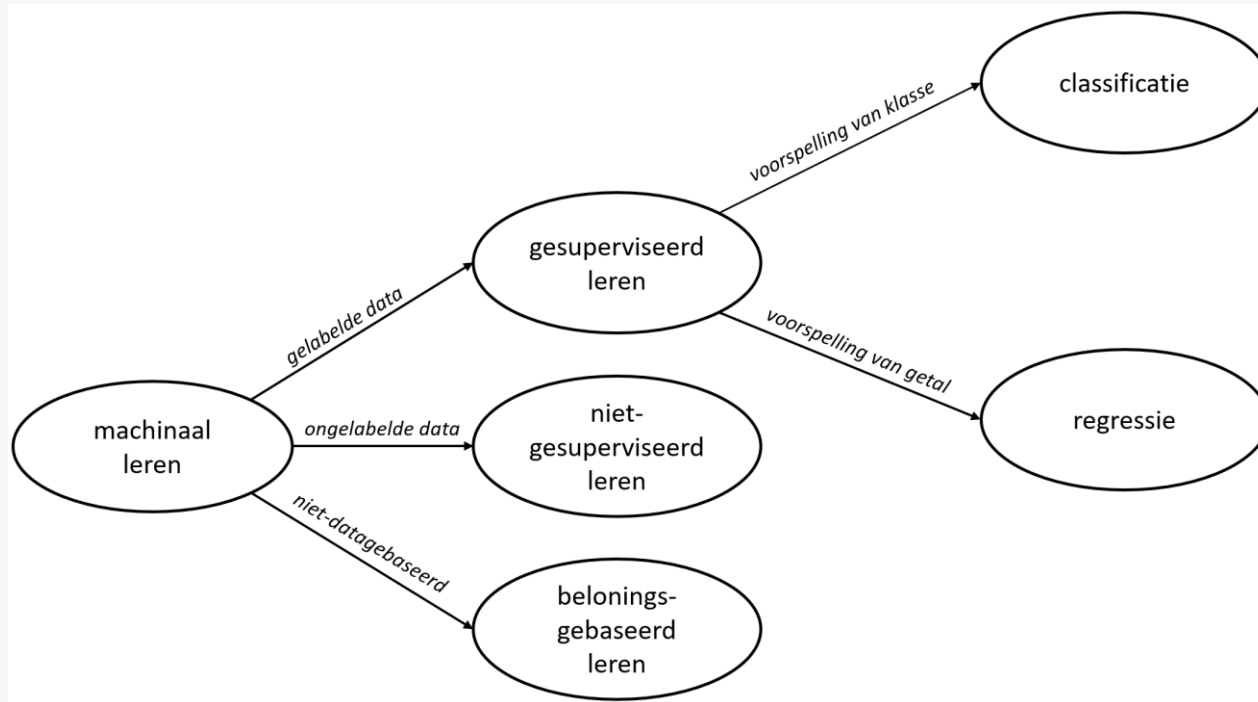 classificatie
voorspelling van klasse
gesuperviseerd
leren
gelabelde data
voorspelling van getal
regressie
machinaal
leren
ongelabelde data
niet-
gesuperviseerd
leren
niet-datagebaseerd
belonings-
gebaseerd
leren